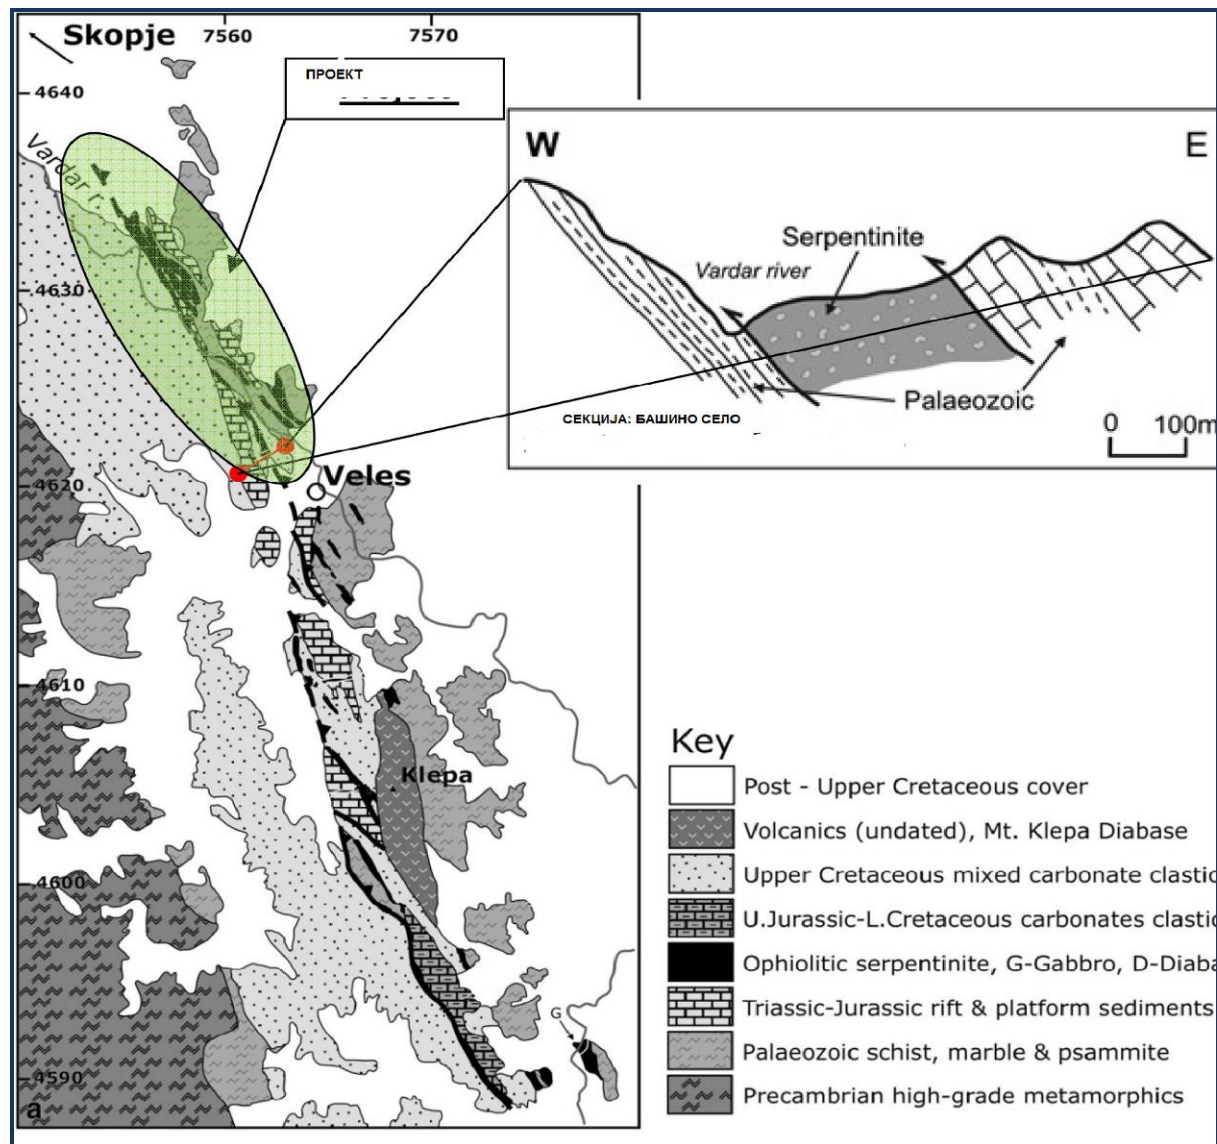 Skopje
7560
7570
ПРОЕКТ
4640
Vardar r.
4630
W
E
Serpentinite
Vardar river
Palaeozoic
СЕКЦИЈА: БАШИНО СЕЛО
0 100m
4620
Veles
4610
Klepa
4600
G
4590
a
Key
Post - Upper Cretaceous cover
Volcanics (undated), Mt. Klepa Diabase
Upper Cretaceous mixed carbonate clastic
U.Jurassic-L.Cretaceous carbonates clastic
Ophiolitic serpentinite, G-Gabbro, D-Diaba
Triassic-Jurassic rift & platform sediments
Palaeozoic schist, marble & psammite
Precambrian high-grade metamorphics